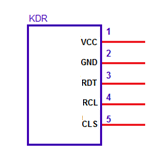 KDR
VCC 1
GND 2
RDT 3
RCL 4
CLS 5